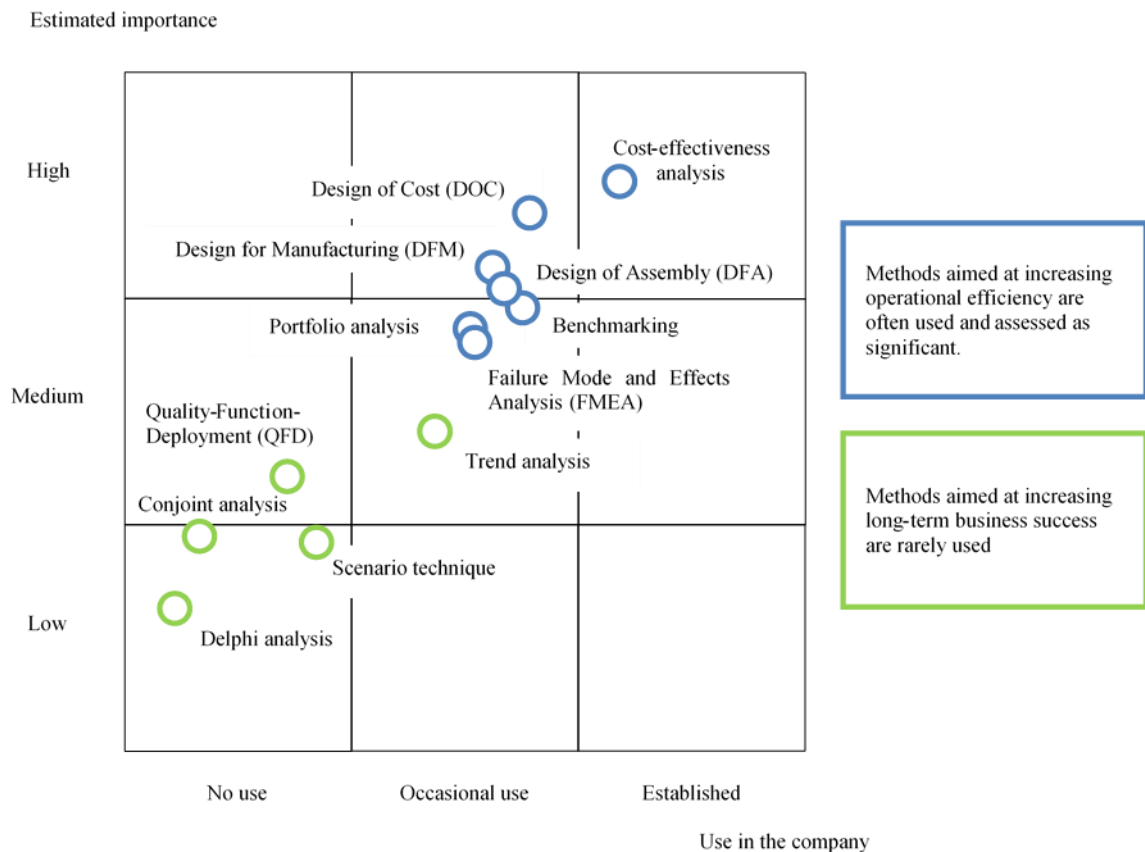 Estimated importance
High
Cost-effectiveness
analysis
Design of Cost (DOC)
Design for Manufacturing (DFM)
Design of Assembly (DFA)
Portfolio analysis
Benchmarking
Medium
Failure Mode and Effects
Analysis (FMEA)
Quality-Function-
Deployment (QFD)
Trend analysis
Conjoint analysis
Scenario technique
Low
Delphi analysis
No use
Occasional use
Established
Use in the company
Methods aimed at increasing
operational efficiency are
often used and assessed as
significant.
Methods aimed at increasing
long-term business success
are rarely used